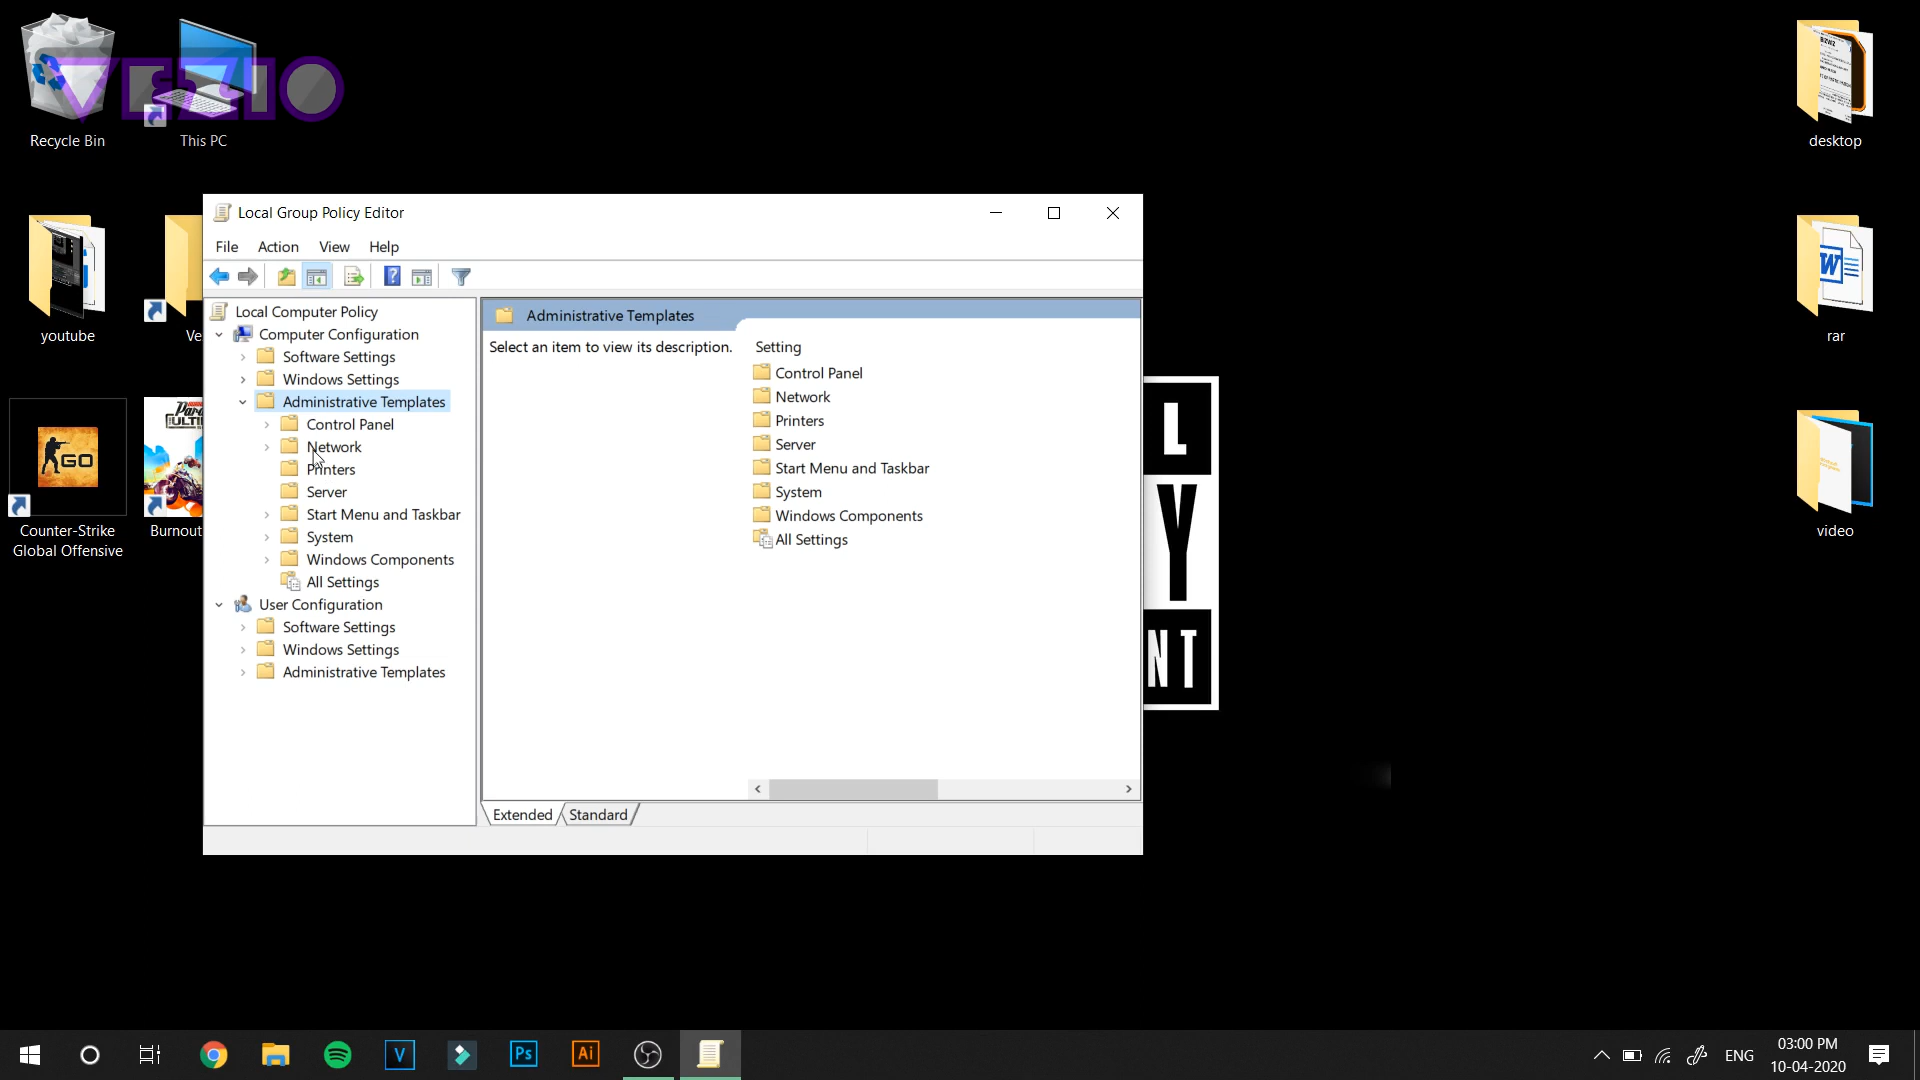 VEZIO
Recycle Bin
This PC
desktop
youtube
Ve
rar
GO
Counter-Strike
Global Offensive
Burnout
video
Local Group Policy Editor
File Action View Help
Local Computer Policy
Computer Configuration
Software Settings
Windows Settings
Administrative Templates
Control Panel
Network
Printers
Server
Start Menu and Taskbar
System
Windows Components
All Settings
User Configuration
Software Settings
Windows Settings
Administrative Templates
Administrative Templates
Select an item to view its description.
Setting
Control Panel
Network
Printers
Server
Start Menu and Taskbar
System
Windows Components
All Settings
Extended Standard
L
Y
NT
V
Ps
Ai
ENG
03:00 PM
10-04-2020